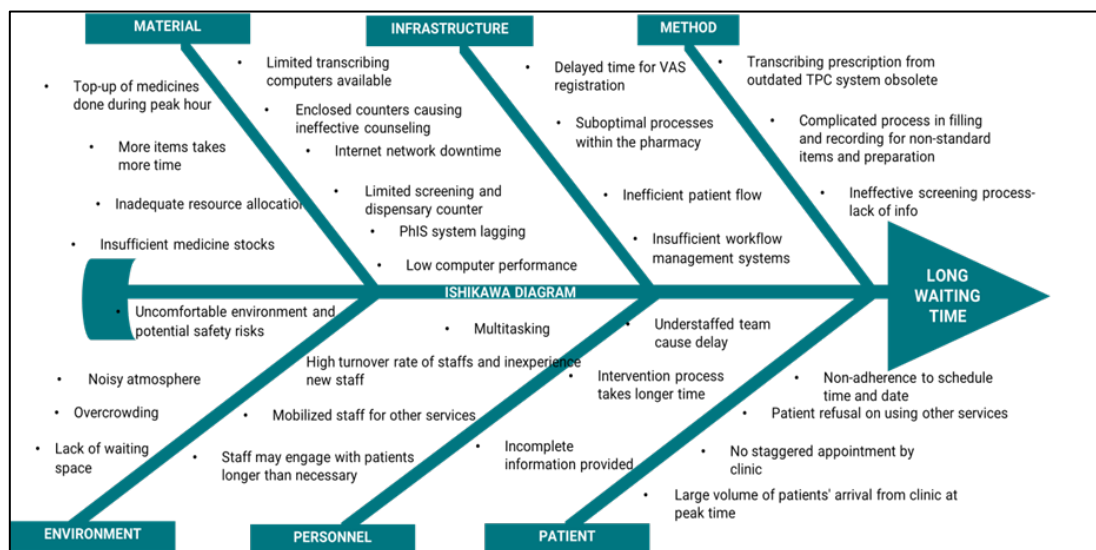 MATERIAL
INFRASTRUCTURE
METHOD
• Top-up of medicines
done during peak hour
• More items takes
more time
• Inadequate resource allocation
• Insufficient medicine stocks
• Limited transcribing
computers available
• Enclosed counters causing
ineffective counseling
• Internet network downtime
• Limited screening and
dispensary counter
• PhIS system lagging
• Low computer performance
• Delayed time for VAS
registration
• Suboptimal processes
within the pharmacy
• Inefficient patient flow
• Insufficient workflow
management systems
• Transcribing prescription from
outdated TPC system obsolete
• Complicated process in filling
and recording for non-standard
items and preparation
• Ineffective screening process-
lack of info
ISHIKAWA DIAGRAM
LONG
WAITING
TIME
• Uncomfortable environment and
potential safety risks
• Noisy atmosphere
• Overcrowding
• Lack of waiting
space
• Multitasking
High turnover rate of staffs and inexperience
new staff
• Mobilized staff for other services
• Staff may engage with patients
longer than necessary
• Understaffed team
cause delay
• Intervention process
takes longer time
• Incomplete
information provided
• Non-adherence to schedule
time and date
• Patient refusal on using other services
• No staggered appointment by
clinic
• Large volume of patients' arrival from clinic at
peak time
ENVIRONMENT
PERSONNEL
PATIENT